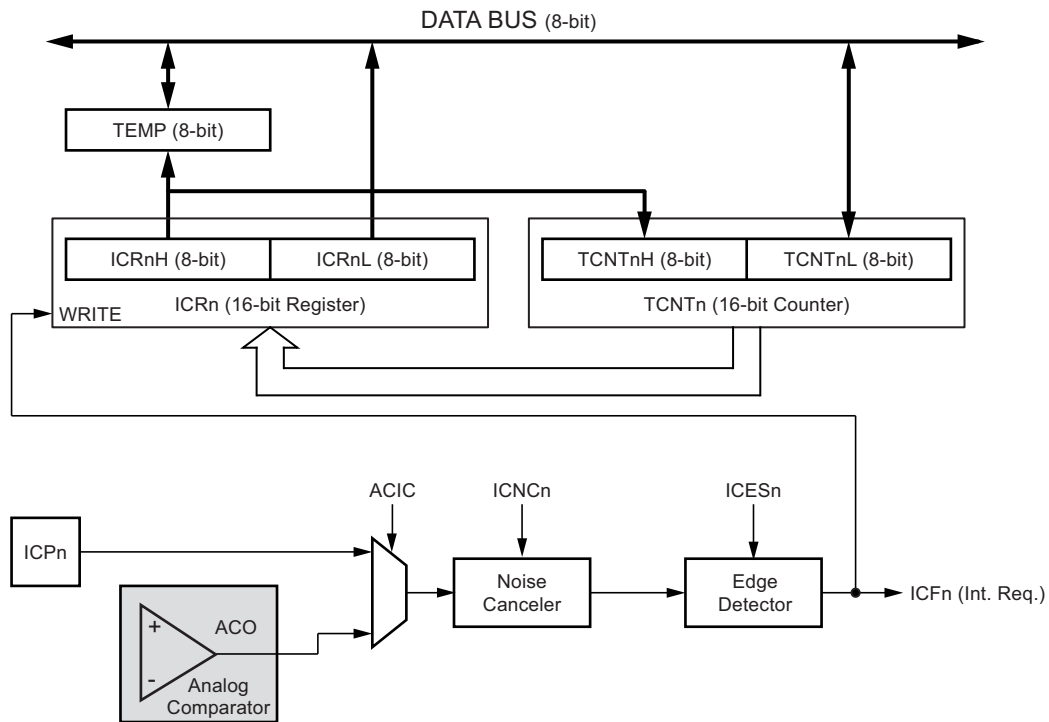 DATA BUS (8-bit)
TEMP (8-bit)
ICRnH (8-bit)
ICRnL (8-bit)
TCNTnH (8-bit)
TCNTnL (8-bit)
ICRn (16-bit Register)
TCNTn (16-bit Counter)
WRITE
ACIC
ICNCn
ICESn
ICPn
Noise
Canceler
Edge
Detector
ICFn (Int. Req.)
+
ACO
-
Analog
Comparator